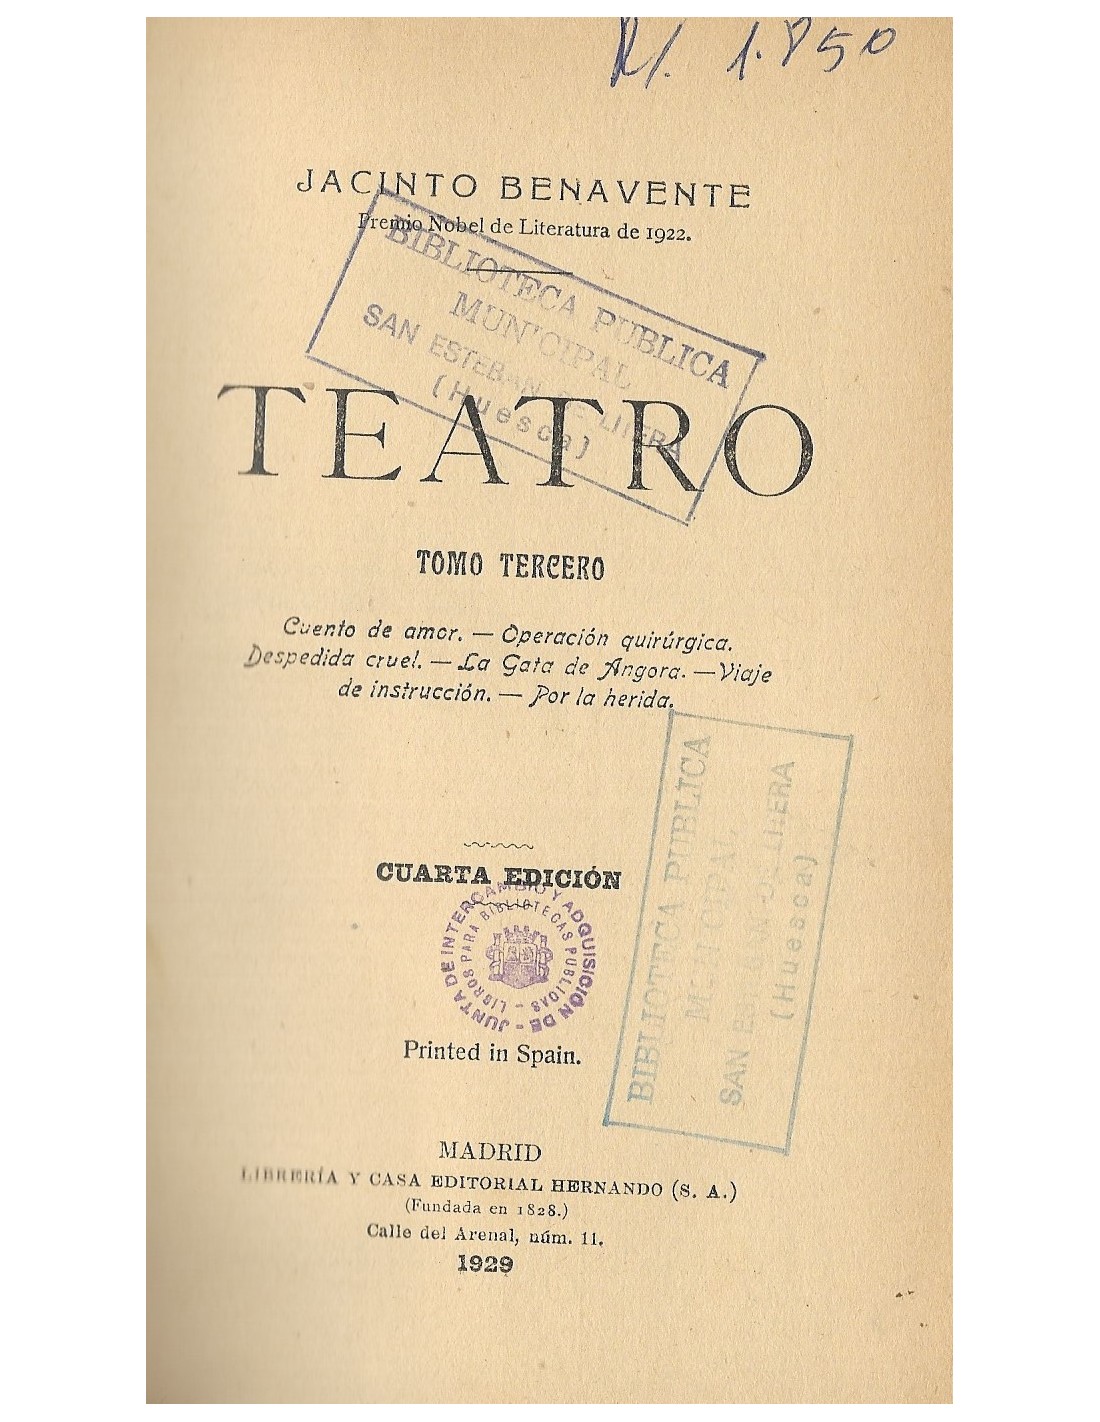 R/. 1.850
JACINTO BENAVENTE
Premio Nobel de Literatura de 1922.
BIBLIOTECA PUBLICA
MUN'CIPAL
SAN ESTEBAN DE LITERA
(Huesca)
TEATRO
TOMO TERCERO
Cuento de amor. — Operación quirúrgica.
Despedida cruel. — La Gata de Angora. — Viaje
de instrucción. — Por la herida.
BIBLIOTECA PUBLICA
MUNICIPAL
SAN ESTEBAN DE LITERA
(Huesca)
CUARTA EDICIÓN
JUNTA DE INTERCAMBIO Y ADQUISICIÓN DE -
LIBROS PARA BIBLIOTECAS PUBLICAS -
Printed in Spain.
MADRID
LIBRERÍA Y CASA EDITORIAL HERNANDO (S. A.)
(Fundada en 1828.)
Calle del Arenal, núm. 11.
1929